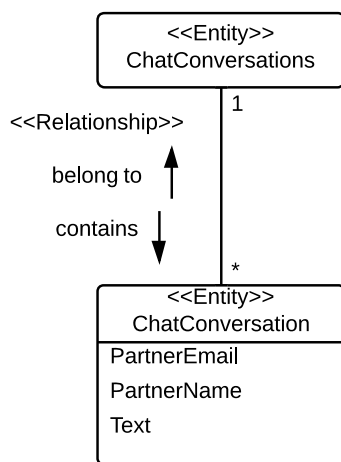 <<Entity>>
ChatConversations
1
<<Relationship>>
belong to
contains
*
<<Entity>>
ChatConversation
PartnerEmail
PartnerName
Text